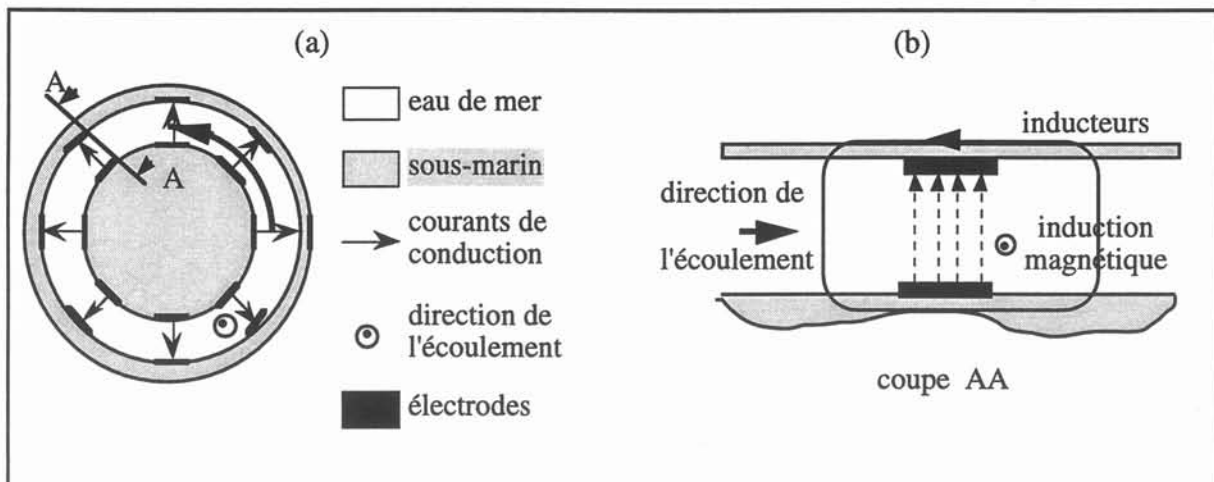 (a)
A
A
eau de mer
sous-marin
courants de
conduction
direction de
l'écoulement
électrodes
(b)
inducteurs
direction de
l'écoulement
induction
magnétique
coupe AA